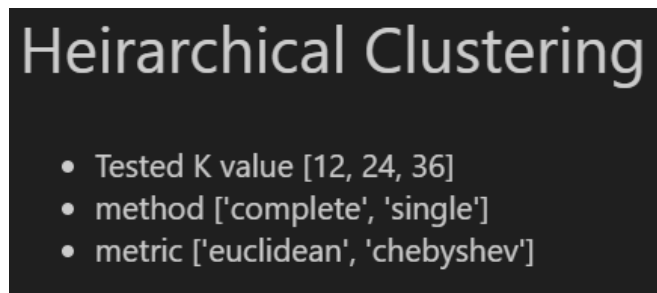 Heirarchical Clustering
• Tested K value [12, 24, 36]
• method ['complete', 'single']
• metric ['euclidean', 'chebyshev']